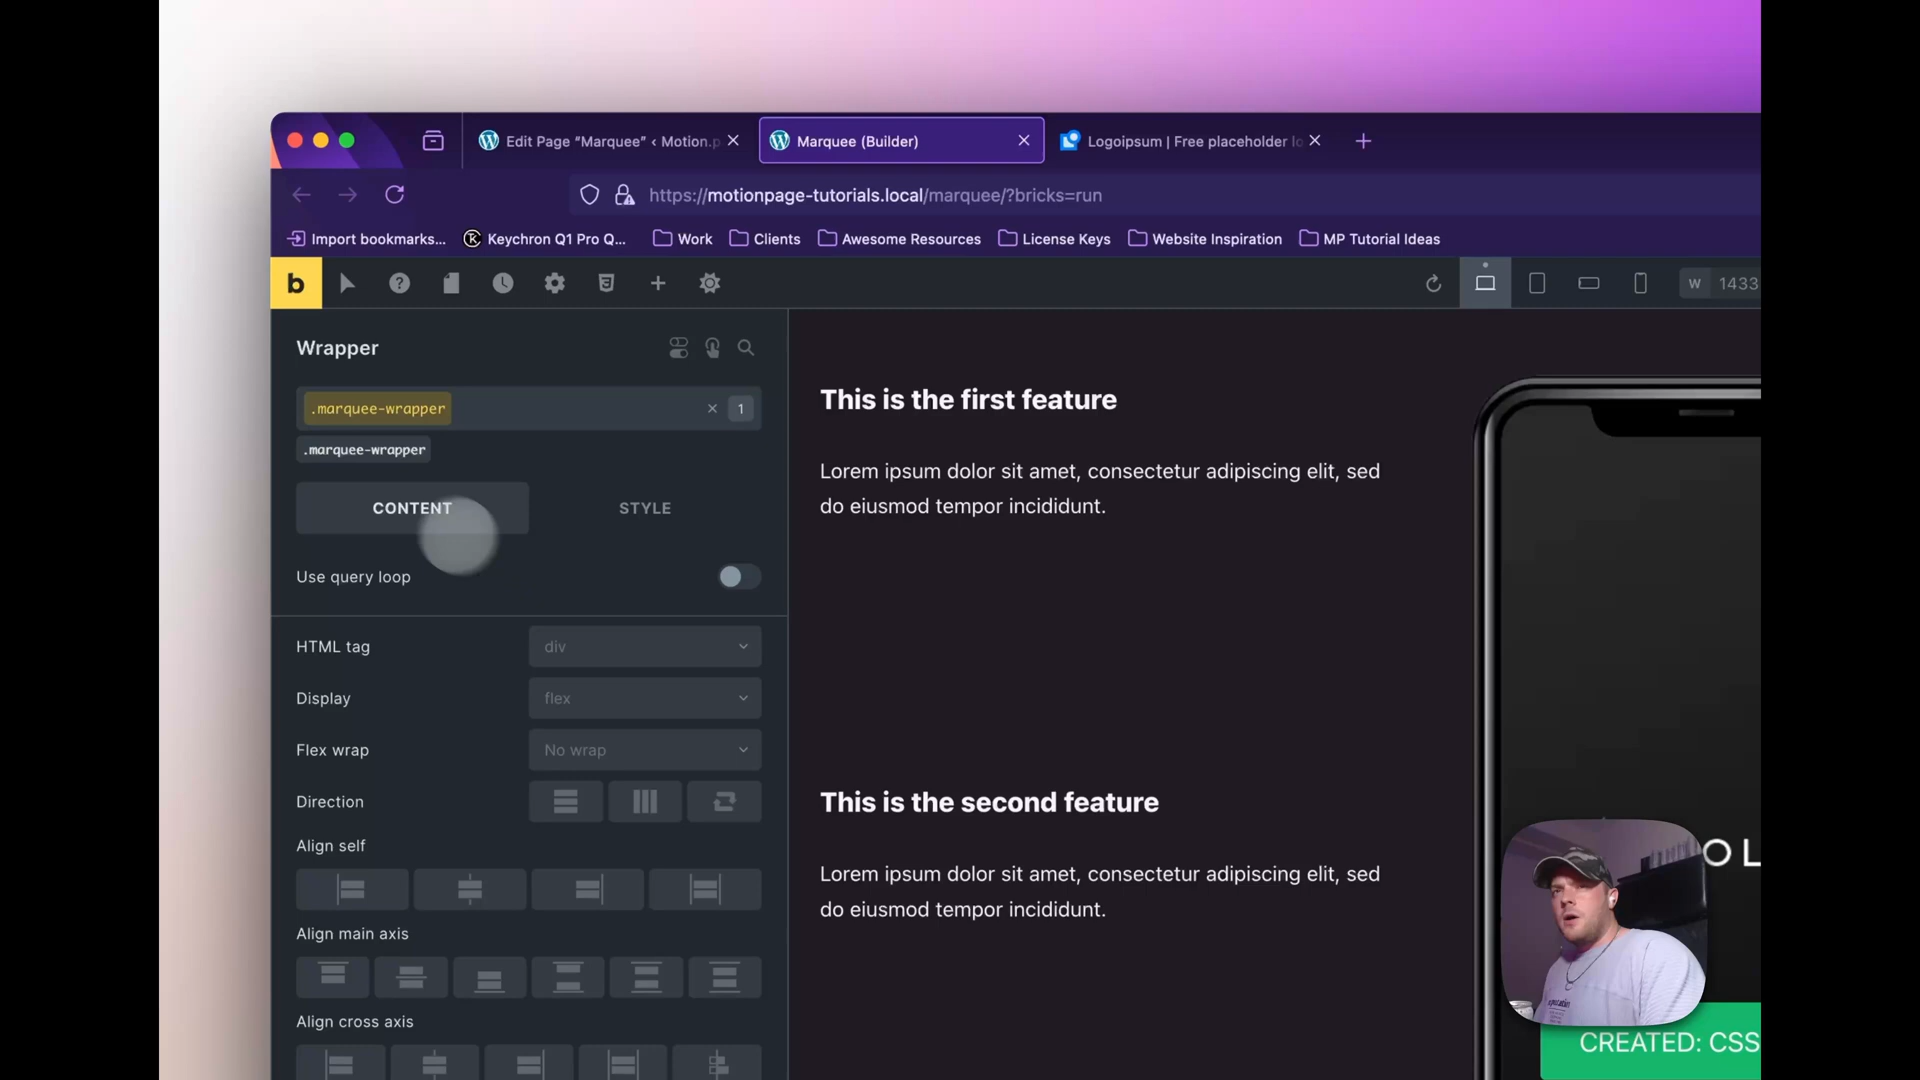 Edit Page “Marquee” ‹ Motion.p
Marquee (Builder)
Logoipsum | Free placeholder lo
https://motionpage-tutorials.local/marquee/?bricks=run
Import bookmarks...
Keychron Q1 Pro Q...
Work
Clients
Awesome Resources
License Keys
Website Inspiration
MP Tutorial Ideas
b
W 1433
Wrapper
.marquee-wrapper
1
.marquee-wrapper
CONTENT
STYLE
Use query loop
HTML tag
div
Display
flex
Flex wrap
No wrap
Direction
Align self
Align main axis
Align cross axis
This is the first feature
Lorem ipsum dolor sit amet, consectetur adipiscing elit, sed
do eiusmod tempor incididunt.
This is the second feature
Lorem ipsum dolor sit amet, consectetur adipiscing elit, sed
do eiusmod tempor incididunt.
OL
CREATED: CSS